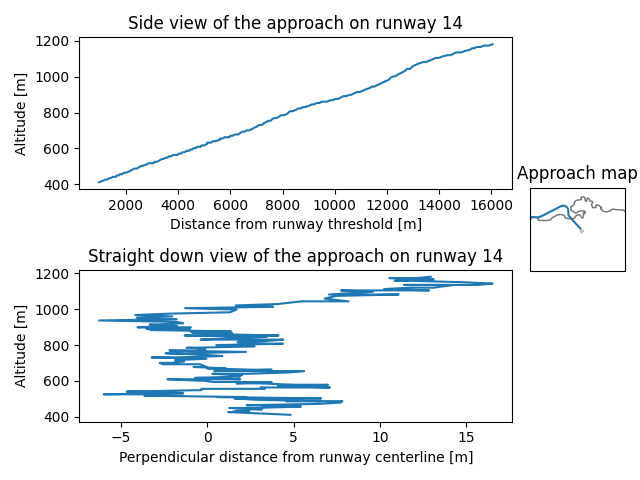 Side view of the approach on runway 14
1200
1000
800
600
400
Altitude [m]
2000 4000 6000 8000 10000 12000 14000 16000
Distance from runway threshold [m]
Approach map
Straight down view of the approach on runway 14
1200
1000
800
600
400
Altitude [m]
−5 0 5 10 15
Perpendicular distance from runway centerline [m]